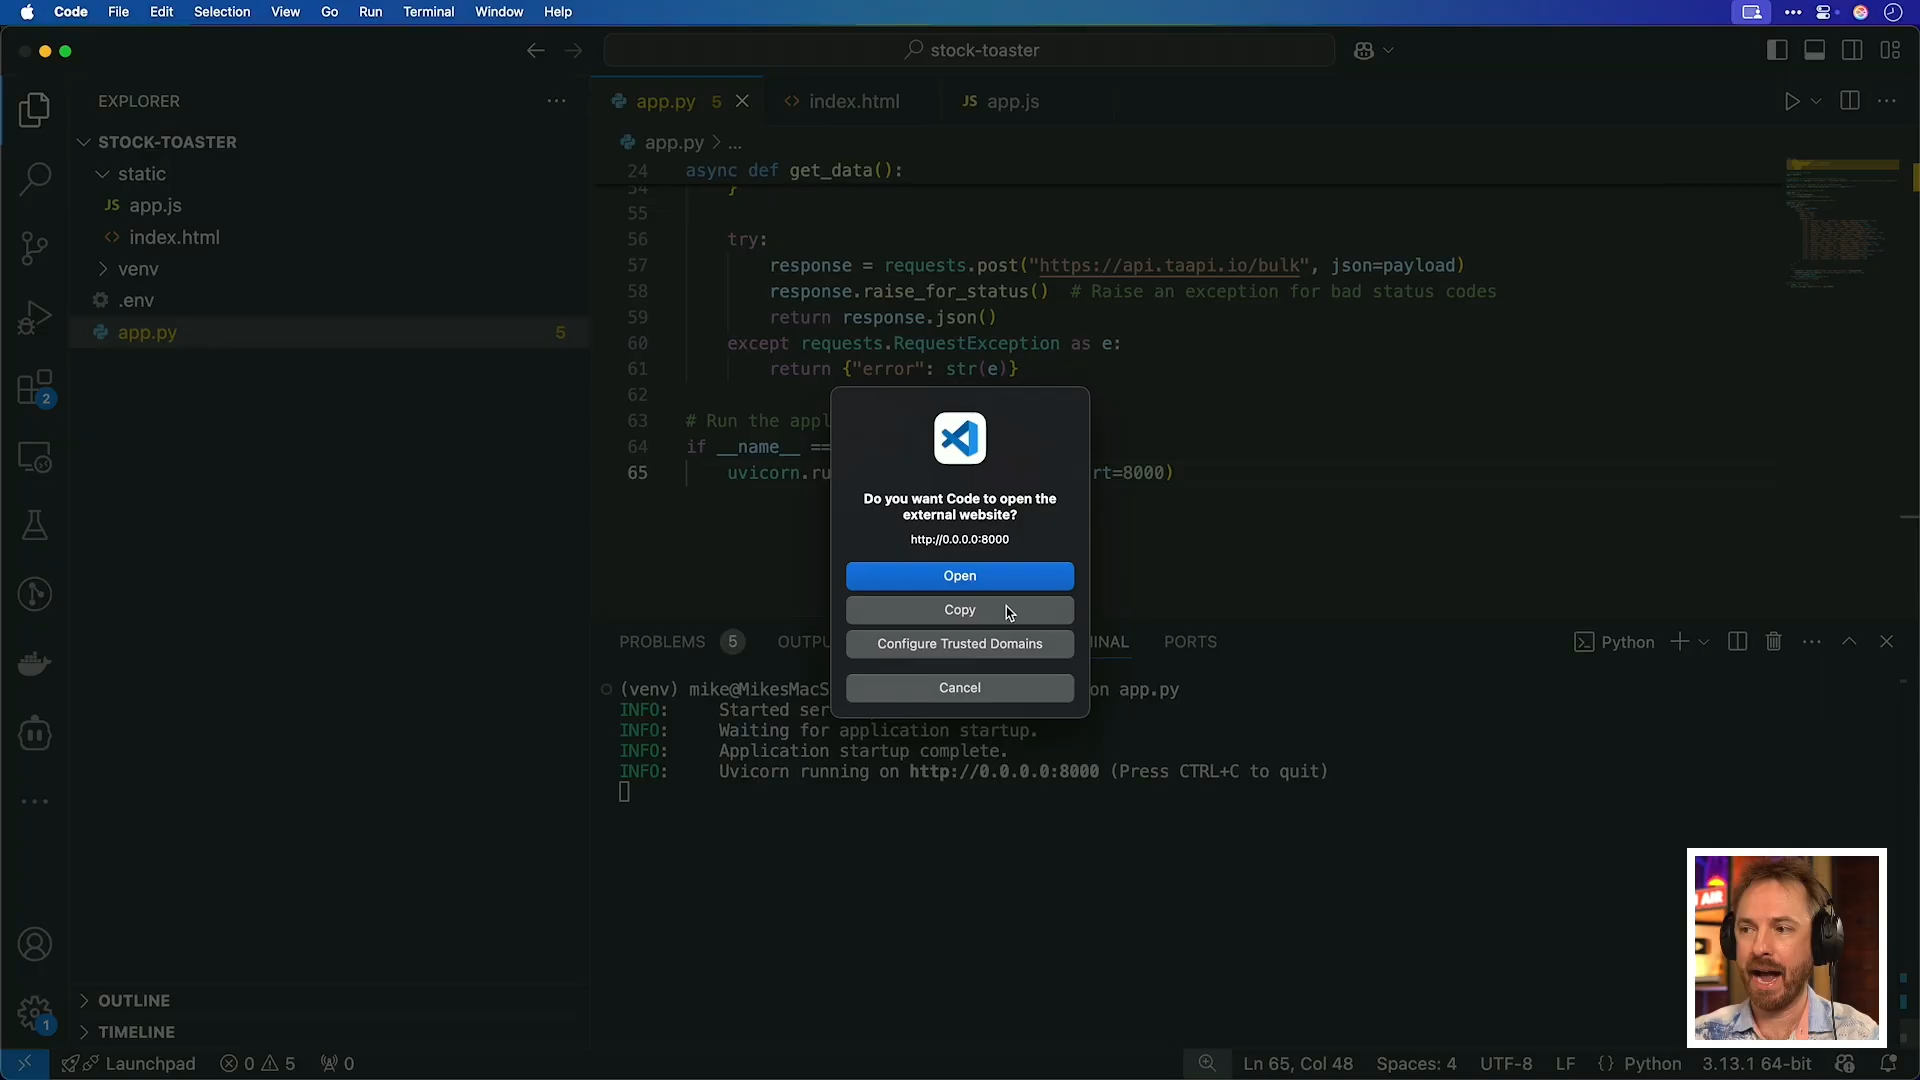 Code File Edit Selection View Go Run Terminal Window Help
stock-toaster
EXPLORER
STOCK-TOASTER
static
JS app.js
<> index.html
venv
.env
app.py 5
app.py 5
<> index.html
JS app.js
app.py > ...
24 async def get_data():
54 }
55
56 try:
57 response = requests.post("https://api.taapi.io/bulk", json=payload)
58 response.raise_for_status() # Raise an exception for bad status codes
59 return response.json()
60 except requests.RequestException as e:
61 return {"error": str(e)}
62
63 # Run the appl
64 if __name__ ==
65 uvicorn.ru rt=8000)
Do you want Code to open the
external website?
http://0.0.0.0:8000
Open
Copy
Configure Trusted Domains
Cancel
PROBLEMS 5 OUTPU INAL PORTS
Python
(venv) mike@MikesMacS on app.py
INFO: Started ser
INFO: Waiting for application startup.
INFO: Application startup complete.
INFO: Uvicorn running on http://0.0.0.0:8000 (Press CTRL+C to quit)
2
1
OUTLINE
TIMELINE
Launchpad 0 5 0
Ln 65, Col 48 Spaces: 4 UTF-8 LF {} Python 3.13.1 64-bit
AIR